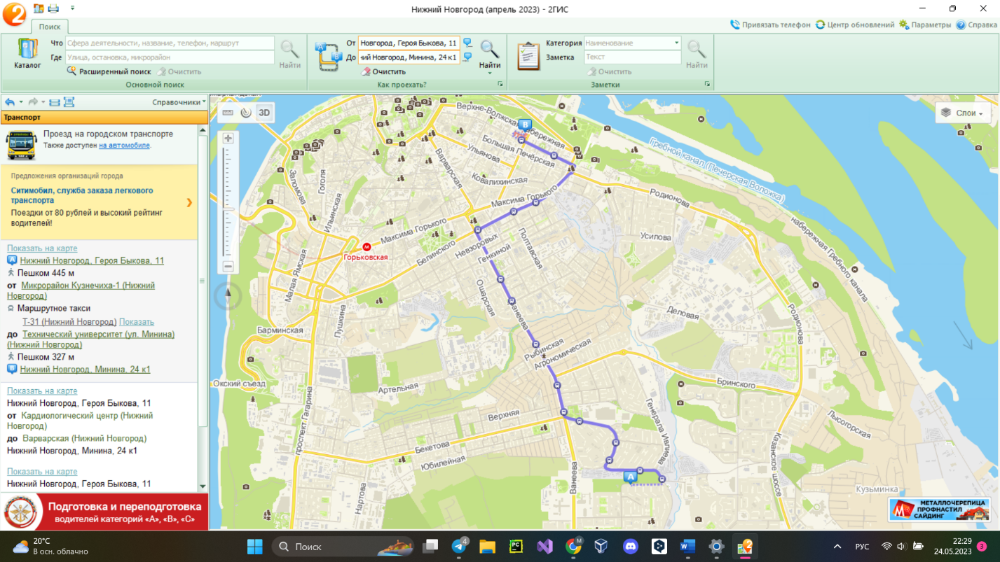 Нижний Новгород (апрель 2023) - 2ГИС
Поиск
Привязать телефон
Центр обновлений
Параметры
Справка
Каталог
Что Сфера деятельности, название, телефон, маршрут
Где Улица, остановка, микрорайон
Найти
Расширенный поиск
Очистить
Основной поиск
От Новгород, Героя Быкова, 11
До ий Новгород, Минина, 24 к1
Очистить
Найти
Как проехать?
Категория Наименование
Заметка Текст
Очистить
Найти
Заметки
Справочники
Транспорт
Проезд на городском транспорте
Также доступен на автомобиле.
Предложения организаций города
Ситимобил, служба заказа легкового
транспорта
Поездки от 80 рублей и высокий рейтинг
водителей!
Показать на карте
A Нижний Новгород, Героя Быкова, 11
Пешком 445 м
от Микрорайон Кузнечиха-1 (Нижний
Новгород)
Маршрутное такси
Т-31 (Нижний Новгород) Показать
до Технический университет (ул. Минина)
(Нижний Новгород)
Пешком 327 м
B Нижний Новгород, Минина, 24 к1
Показать на карте
Нижний Новгород, Героя Быкова, 11
от Кардиологический центр (Нижний
Новгород)
до Варварская (Нижний Новгород)
Нижний Новгород, Минина, 24 к1
Показать на карте
Нижний Новгород, Героя Быкова, 11
Подготовка и переподготовка
водителей категорий «А», «В», «С»
3D
Слои
Верхне-Волжская набережная
B
Большая Печёрская
Ульянова
Варварская
Ковалихинская
Гребной канал (Печерская Воложка)
Заломова
Гоголя
Ильинская
Максима Горького
Родионова
набережная Гребного канала
Максима Горького
Белинского
Невзоровых
Генкиной
Полтавская
Усилова
М
Горьковская
Малая Ямская
Ошарская
Ванеева
Деловая
Родионова
Пушкина
Барминская
Рыбинская
Агрономическая
Окский съезд
Артельная
Бринского
Верхняя
Генерала Ивлиева
Лысогорская
проспект Гагарина
Бекетова
Юбилейная
Казанское шоссе
A
Ванеева
Нартова
Кузьминка
МЕТАЛЛОЧЕРЕПИЦА
ПРОФНАСТИЛ
САЙДИНГ
20°C
В осн. облачно
Поиск
4
РУС
22:29
24.05.2023
3